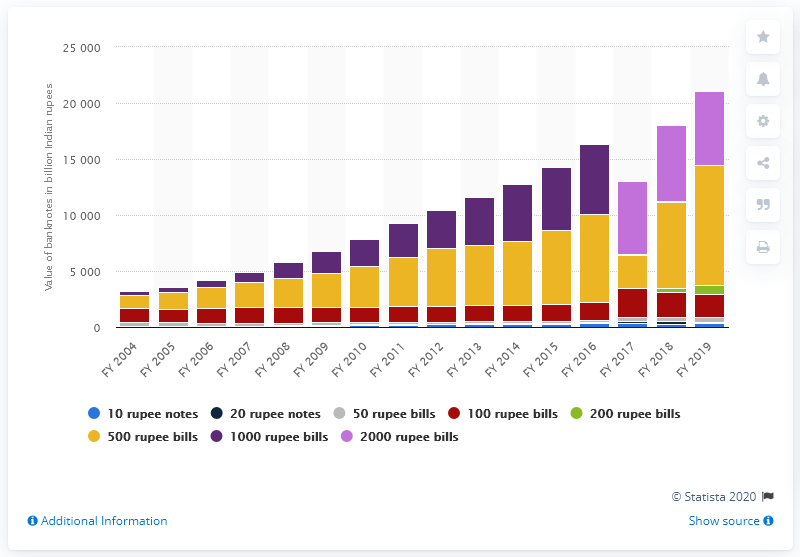 Value of banknotes in billion Indian rupees
25 000
20 000
15 000
10 000
5 000
0
FY 2004
FY 2005
FY 2006
FY 2007
FY 2008
FY 2009
FY 2010
FY 2011
FY 2012
FY 2013
FY 2014
FY 2015
FY 2016
FY 2017
FY 2018
FY 2019
10 rupee notes 20 rupee notes 50 rupee bills 100 rupee bills 200 rupee bills
500 rupee bills 1000 rupee bills 2000 rupee bills
© Statista 2020
Additional Information Show source